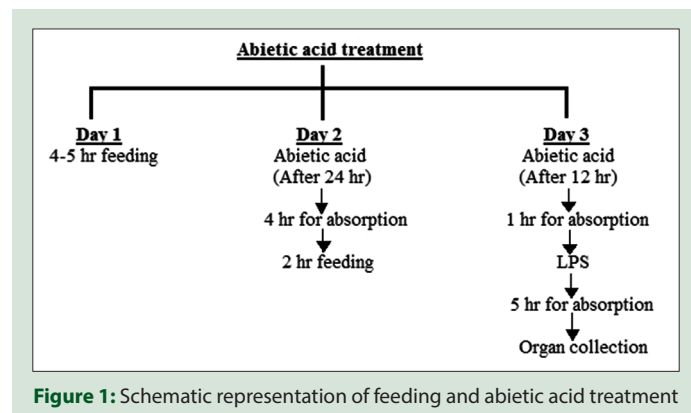 Abietic acid treatment
Day 1
4-5 hr feeding
Day 2
Abietic acid
(After 24 hr)
4 hr for absorption
2 hr feeding
Day 3
Abietic acid
(After 12 hr)
1 hr for absorption
LPS
5 hr for absorption
Organ collection
Figure 1: Schematic representation of feeding and abietic acid treatment